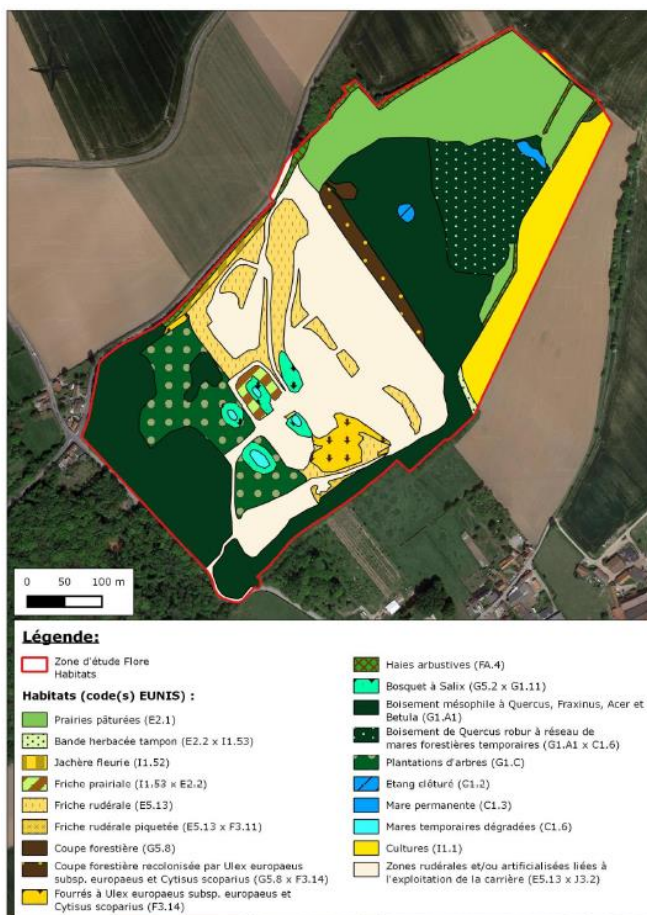 0 50 100 m
Légende:
Zone d'étude Flore
Habitats
Habitats (code(s) EUNIS) :
Prairies pâturées (E2.1)
Bande herbacée tampon (E2.2 x I1.53)
Jachère fleurie (I1.52)
Friche prairiale (I1.53 x E2.2)
Friche rudérale (E5.13)
Friche rudérale piquetée (E5.13 x F3.11)
Coupe forestière (G5.8)
Coupe forestière recolonisée par Ulex europaeus
subsp. europaeus et Cytisus scoparius (G5.8 x F3.14)
Fourrés à Ulex europaeus subsp. europaeus et
Cytisus scoparius (F3.14)
Haies arbustives (FA.4)
Bosquet à Salix (G5.2 x G1.11)
Boisement mésophile à Quercus, Fraxinus, Acer et
Betula (G1.A1)
Boisement de Quercus robur à réseau de
mares forestières temporaires (G1.A1 x C1.6)
Plantations d'arbres (G1.C)
Etang clôturé (C1.2)
Mare permanente (C1.3)
Mares temporaires dégradées (C1.6)
Cultures (I1.1)
Zones rudérales et/ou artificialisées liées à
l'exploitation de la carrière (E5.13 x J3.2)